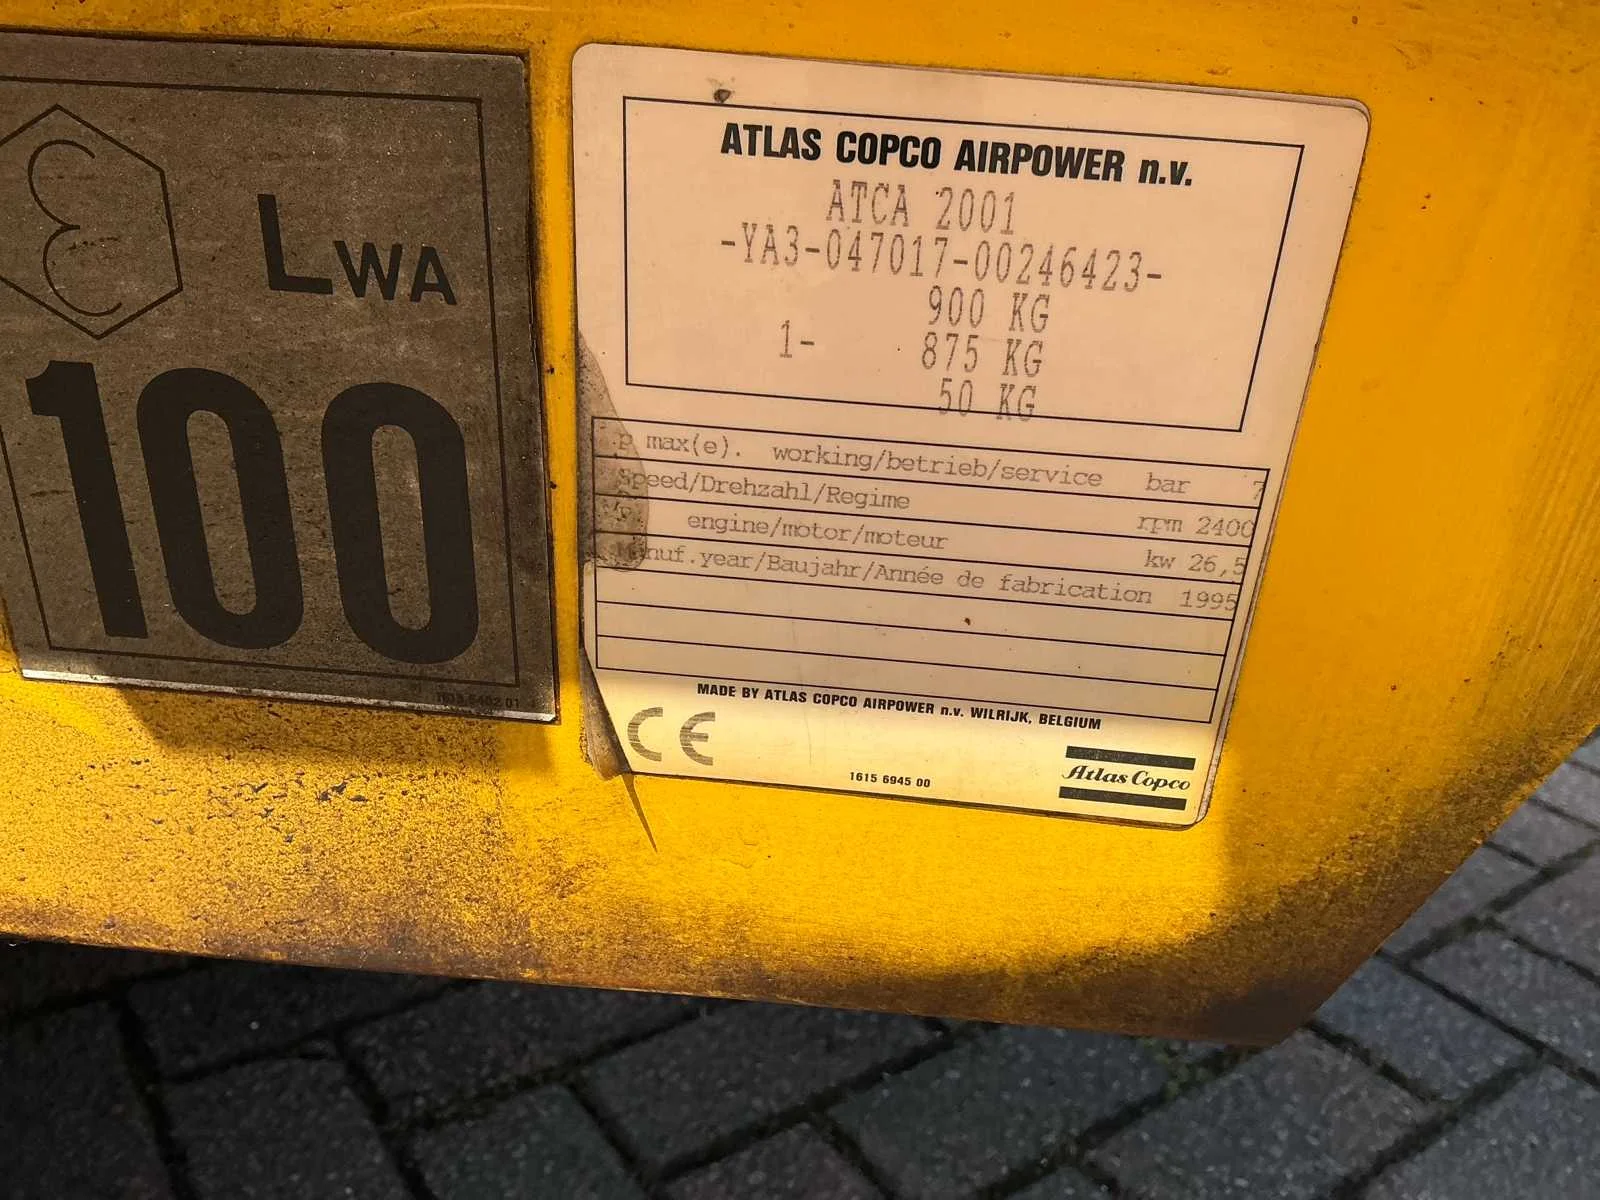 ε
LWA
100
ATLAS COPCO AIRPOWER n.v.
ATCA 2001
-YA3-047017-00246423-
900 KG
1- 875 KG
50 KG
p max(e). working/betrieb/service bar 7
Speed/Drehzahl/Regime rpm 2400
engine/motor/moteur kw 26,5
Manuf.year/Baujahr/Année de fabrication 1995
MADE BY ATLAS COPCO AIRPOWER n.v. WILRIJK, BELGIUM
CE
1615 6945 00
Atlas Copco